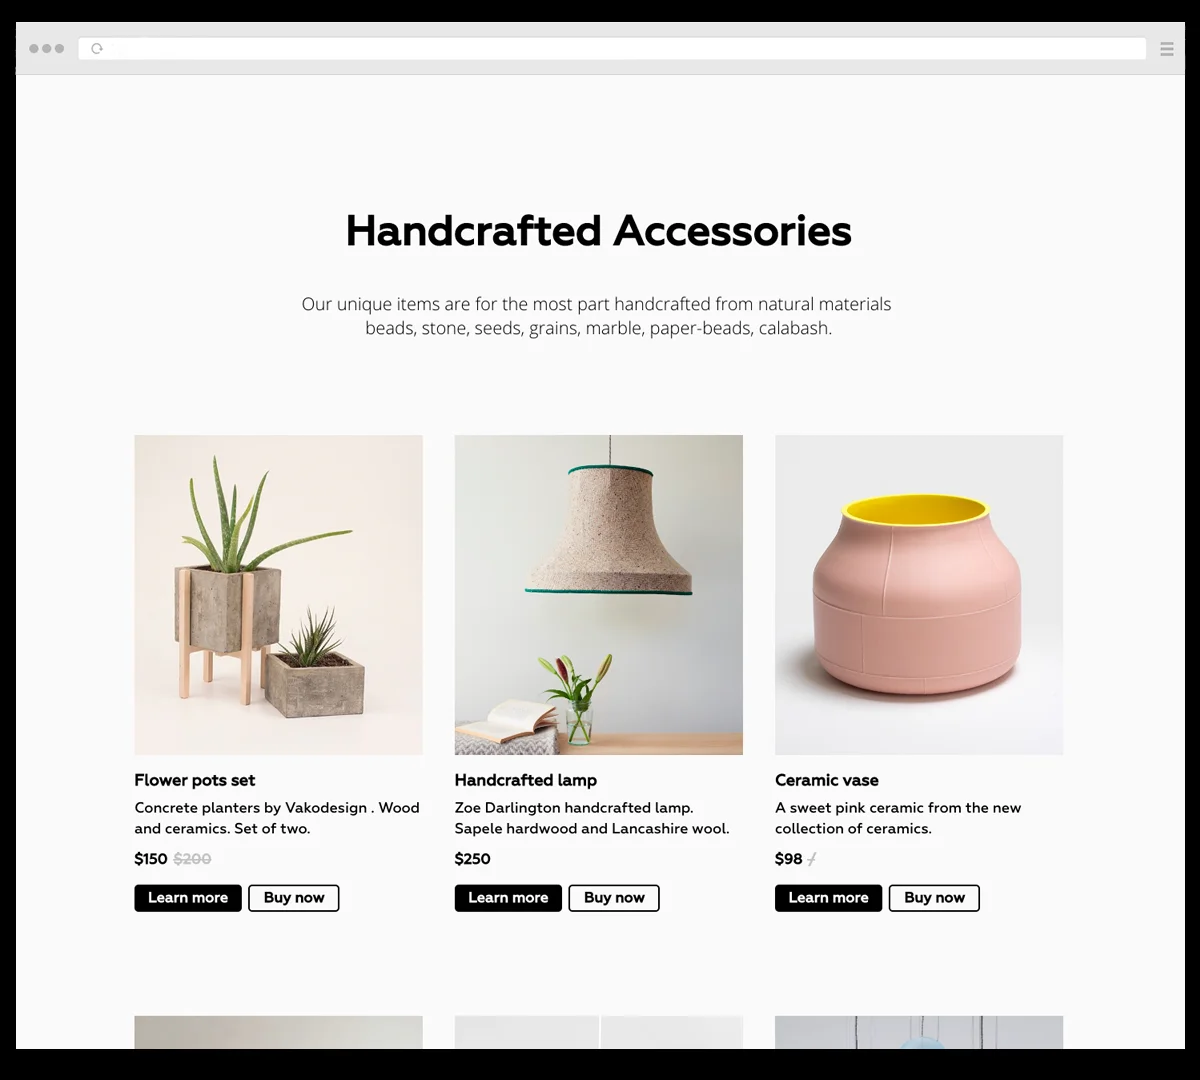 Handcrafted Accessories
Our unique items are for the most part handcrafted from natural materials
beads, stone, seeds, grains, marble, paper-beads, calabash.
Flower pots set
Concrete planters by Vakodesign . Wood
and ceramics. Set of two.
$150 $200
Learn more Buy now
Handcrafted lamp
Zoe Darlington handcrafted lamp.
Sapele hardwood and Lancashire wool.
$250
Learn more Buy now
Ceramic vase
A sweet pink ceramic from the new
collection of ceramics.
$98 /
Learn more Buy now